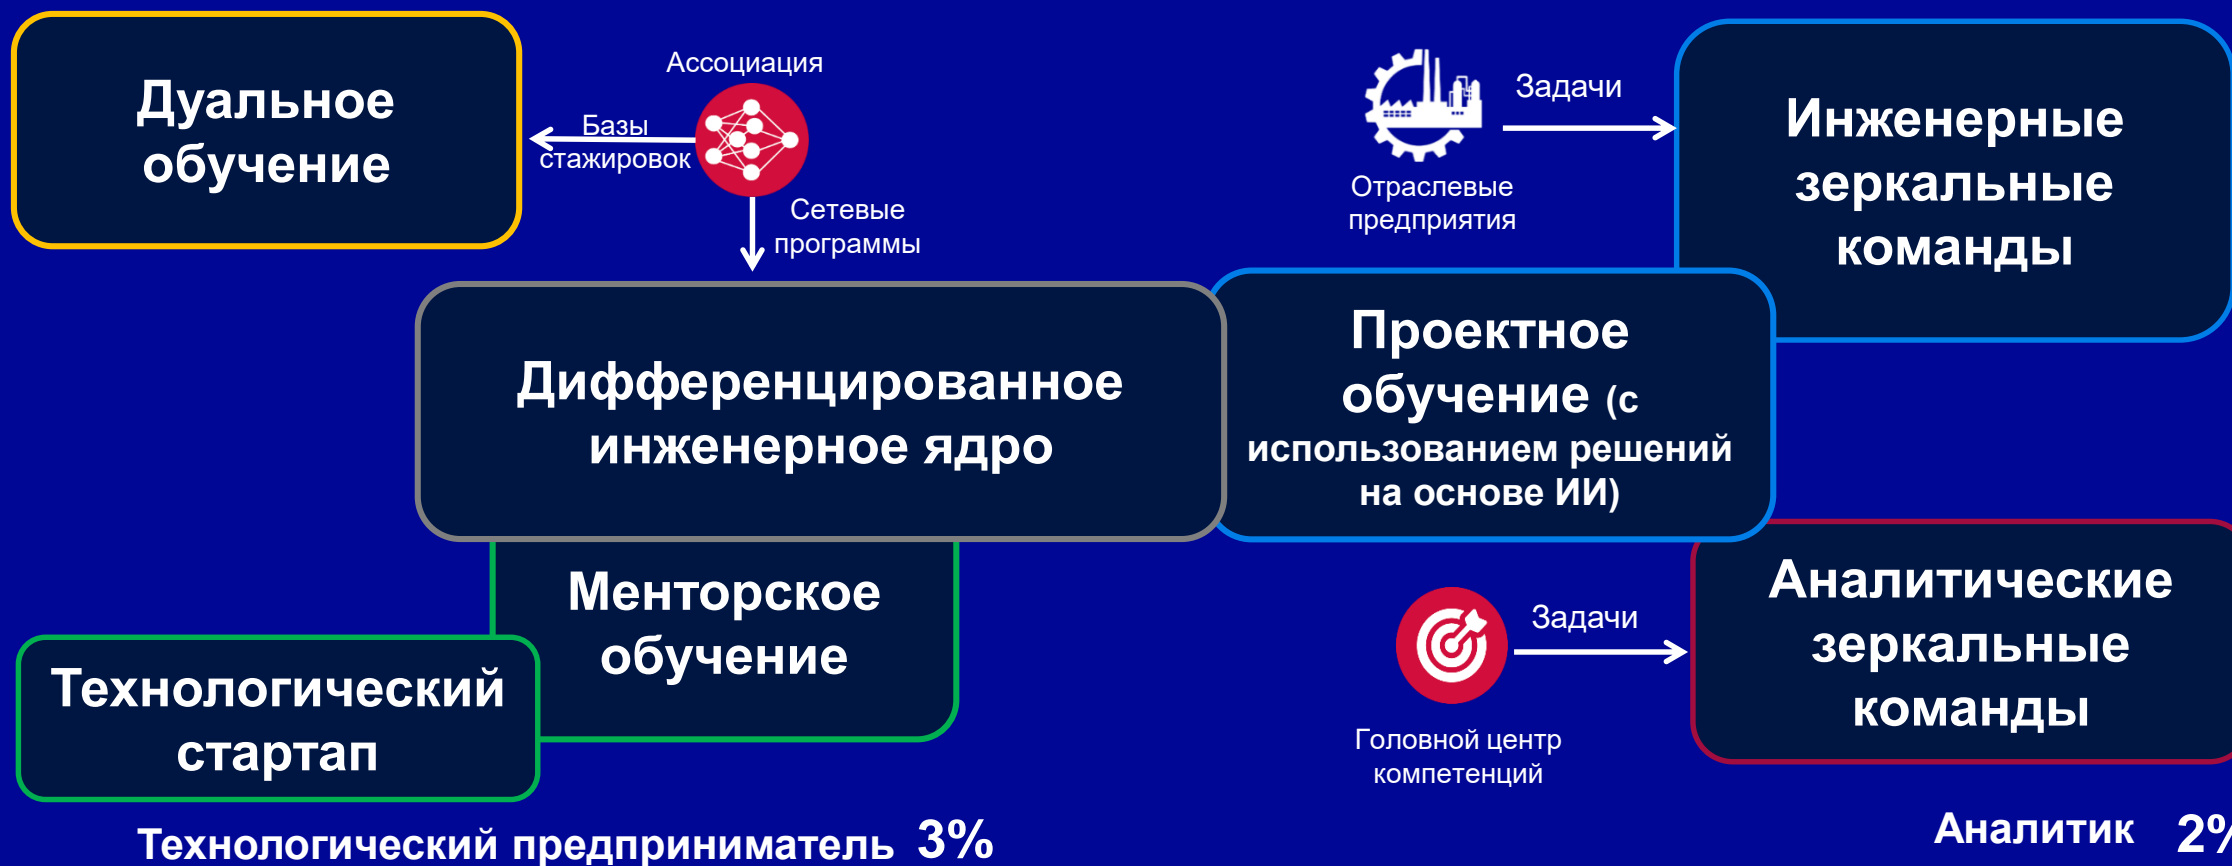 Дуальное
обучение
Ассоциация
Базы
стажировок
Сетевые
программы
Задачи
Отраслевые
предприятия
Инженерные
зеркальные
команды
Дифференцированное
инженерное ядро
Проектное
обучение (с
использованием решений
на основе ИИ)
Менторское
обучение
Технологический
стартап
Задачи
Головной центр
компетенций
Аналитические
зеркальные
команды
Технологический предприниматель 3%
Аналитик 2%